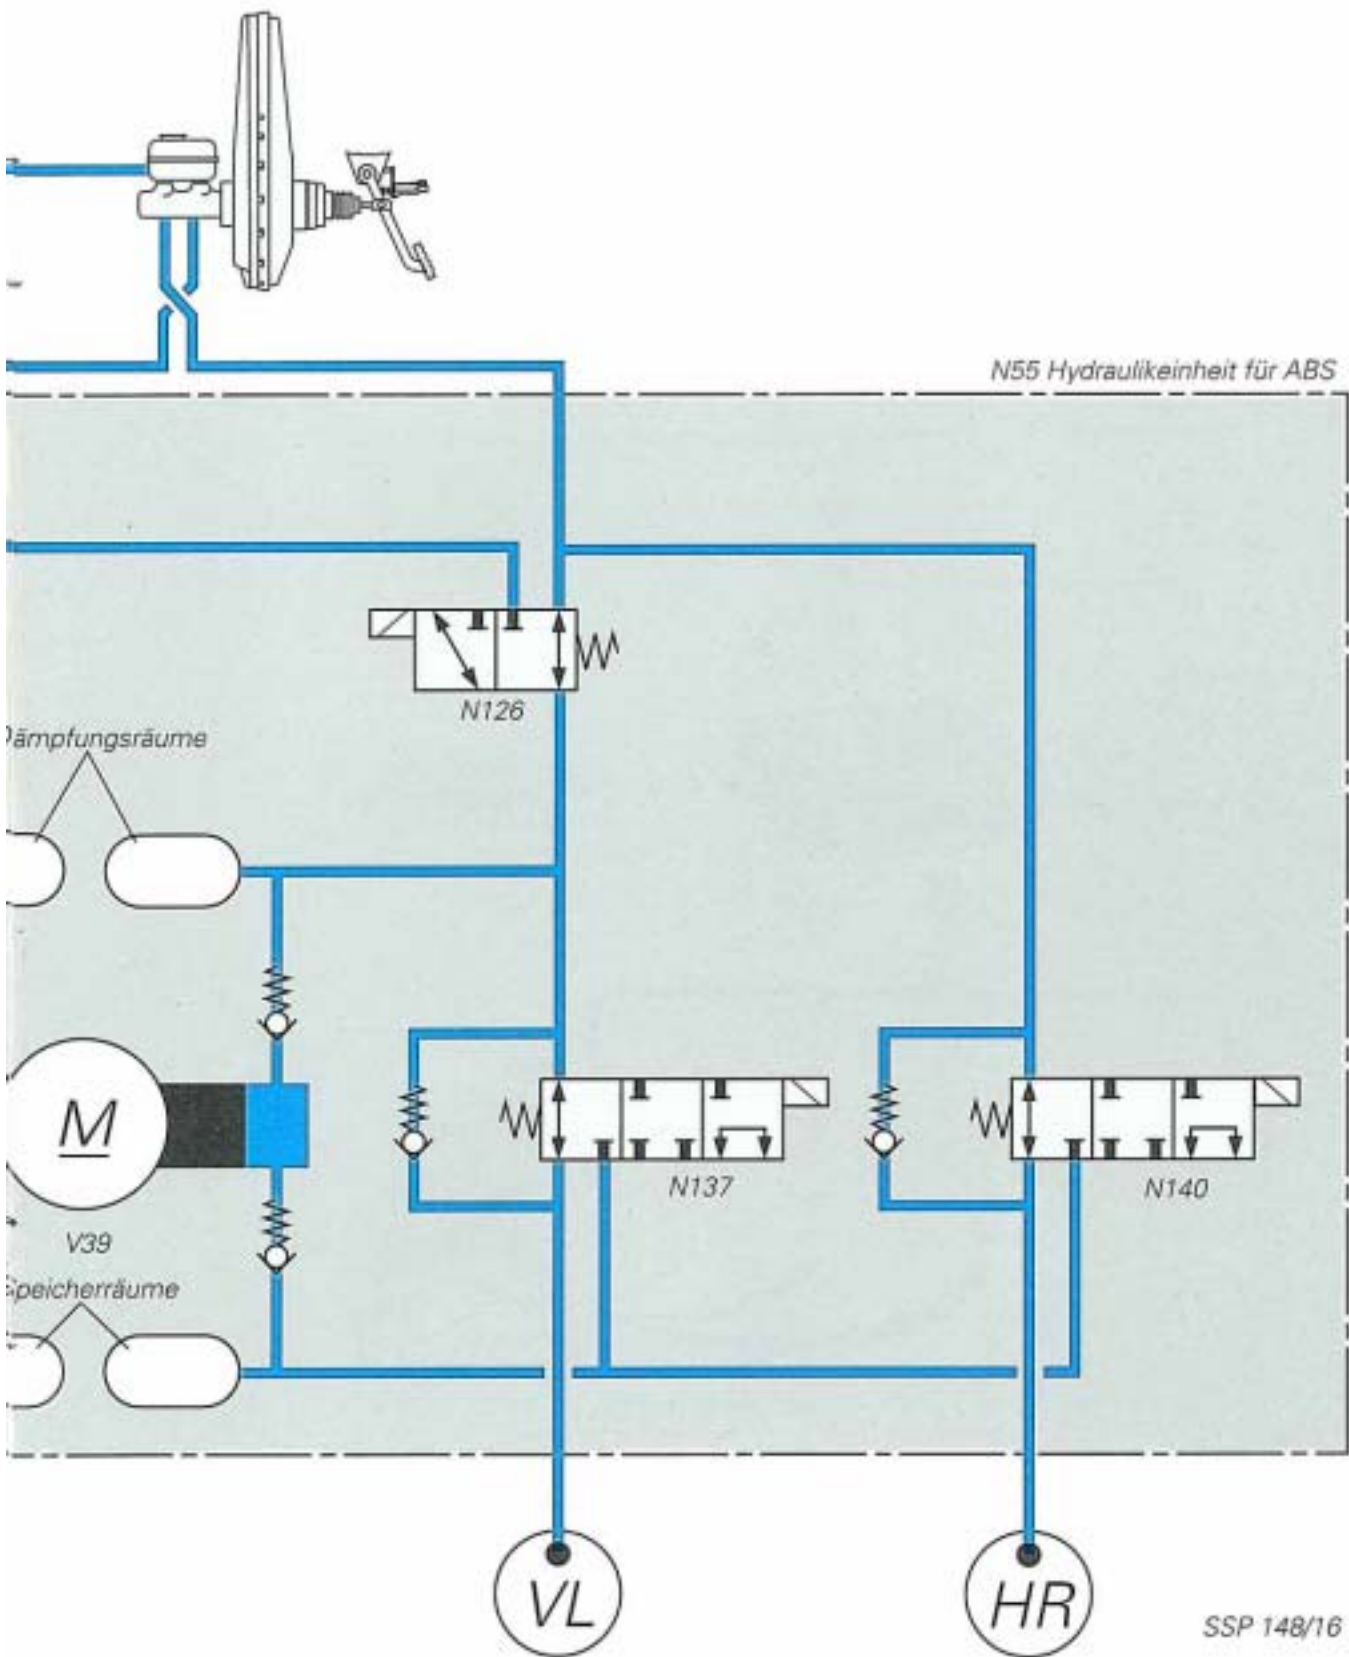 N55 Hydraulikeinheit für ABS
N126
Dämpfungsräume
M
N137
N140
V39
Speicherräume
VL
HR
SSP 148/16